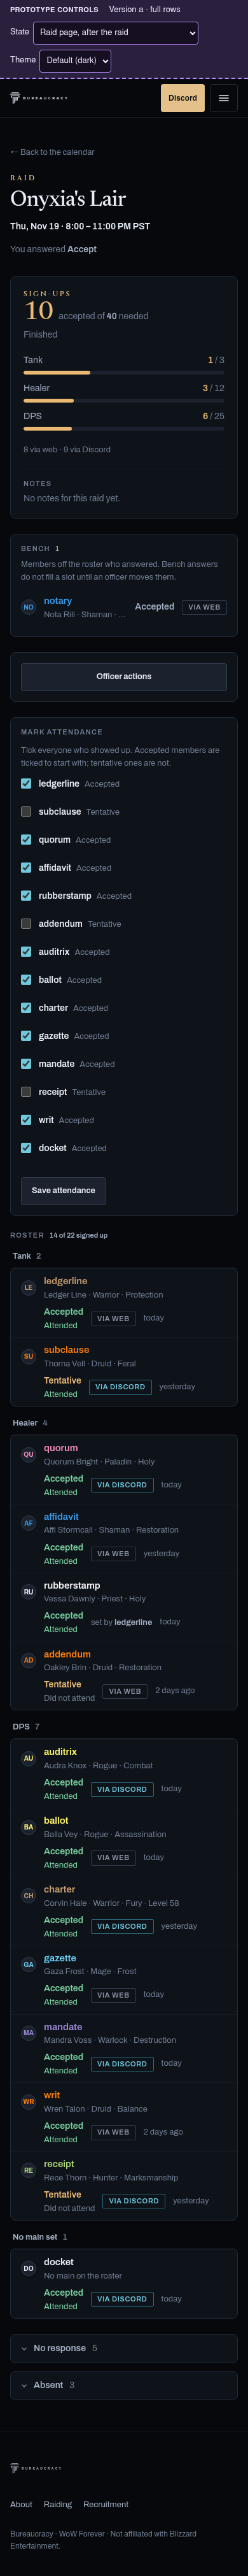 PROTOTYPE CONTROLS Version a · full rows
State Raid page, after the raid
Theme Default (dark)
BUREAUCRACY
Discord
← Back to the calendar
RAID
Onyxia's Lair
Thu, Nov 19 · 8:00 – 11:00 PM PST
You answered Accept
SIGN-UPS
10 accepted of 40 needed
Finished
Tank 1 / 3
Healer 3 / 12
DPS 6 / 25
8 via web · 9 via Discord
NOTES
No notes for this raid yet.
BENCH 1
Members off the roster who answered. Bench answers
do not fill a slot until an officer moves them.
NO
notary
Nota Rill · Shaman · ...
Accepted
VIA WEB
Officer actions
MARK ATTENDANCE
Tick everyone who showed up. Accepted members are
ticked to start with; tentative ones are not.
ledgerline Accepted
subclause Tentative
quorum Accepted
affidavit Accepted
rubberstamp Accepted
addendum Tentative
auditrix Accepted
ballot Accepted
charter Accepted
gazette Accepted
mandate Accepted
receipt Tentative
writ Accepted
docket Accepted
Save attendance
ROSTER 14 of 22 signed up
Tank 2
LE
ledgerline
Ledger Line · Warrior · Protection
Accepted
Attended
VIA WEB today
SU
subclause
Thorna Vell · Druid · Feral
Tentative
Attended
VIA DISCORD yesterday
Healer 4
QU
quorum
Quorum Bright · Paladin · Holy
Accepted
Attended
VIA DISCORD today
AF
affidavit
Affi Stormcall · Shaman · Restoration
Accepted
Attended
VIA WEB yesterday
RU
rubberstamp
Vessa Dawnly · Priest · Holy
Accepted
Attended
set by ledgerline today
AD
addendum
Oakley Brin · Druid · Restoration
Tentative
Did not attend
VIA WEB 2 days ago
DPS 7
AU
auditrix
Audra Knox · Rogue · Combat
Accepted
Attended
VIA DISCORD today
BA
ballot
Balla Vey · Rogue · Assassination
Accepted
Attended
VIA WEB today
CH
charter
Corvin Hale · Warrior · Fury · Level 58
Accepted
Attended
VIA DISCORD yesterday
GA
gazette
Gaza Frost · Mage · Frost
Accepted
Attended
VIA WEB today
MA
mandate
Mandra Voss · Warlock · Destruction
Accepted
Attended
VIA DISCORD today
WR
writ
Wren Talon · Druid · Balance
Accepted
Attended
VIA WEB 2 days ago
RE
receipt
Rece Thorn · Hunter · Marksmanship
Tentative
Did not attend
VIA DISCORD yesterday
No main set 1
DO
docket
No main on the roster
Accepted
Attended
VIA DISCORD today
No response 5
Absent 3
BUREAUCRACY
About Raiding Recruitment
Bureaucracy · WoW Forever · Not affiliated with Blizzard
Entertainment.